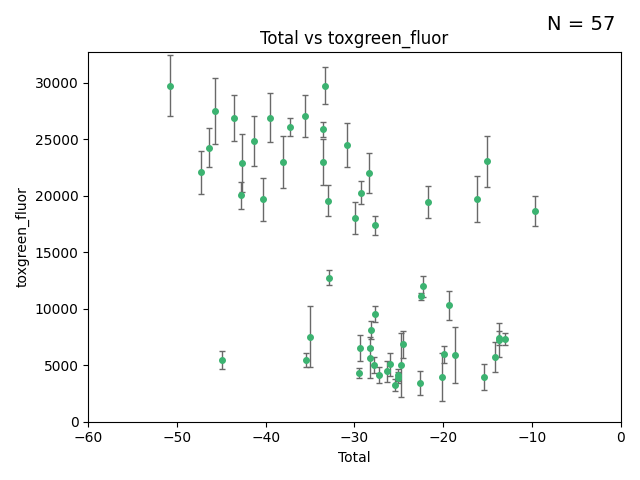 N = 57
Total vs toxgreen_fluor
toxgreen_fluor
30000
25000
20000
15000
10000
5000
0
−60 −50 −40 −30 −20 −10 0
Total